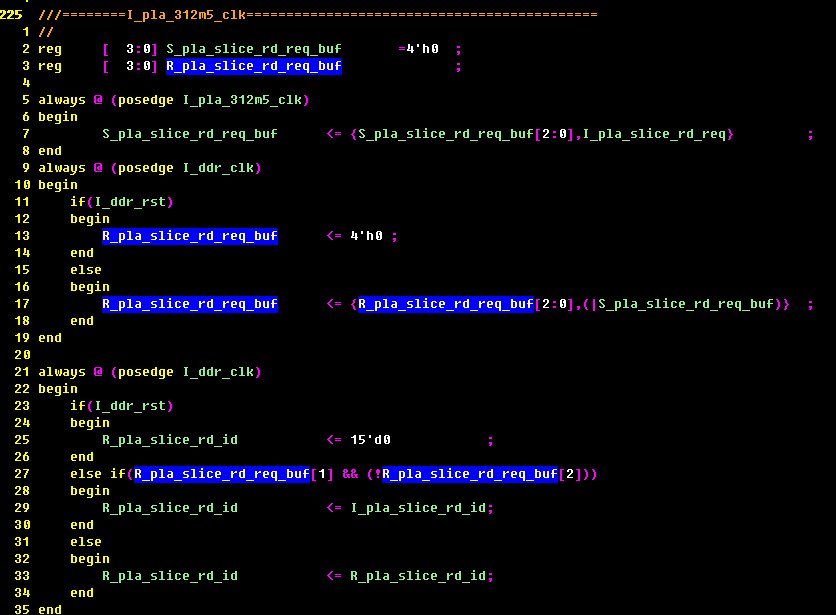 225 ///========I_pla_312m5_clk============================================
1 //
2 reg     [  3:0] S_pla_slice_rd_req_buf       =4'h0  ;
3 reg     [  3:0] R_pla_slice_rd_req_buf              ;
4
5 always @ (posedge I_pla_312m5_clk)
6 begin
7         S_pla_slice_rd_req_buf      <= {S_pla_slice_rd_req_buf[2:0],I_pla_slice_rd_req}         ;
8 end
9 always @ (posedge I_ddr_clk)
10 begin
11     if(I_ddr_rst)
12     begin
13         R_pla_slice_rd_req_buf      <= 4'h0 ;
14     end
15     else
16     begin
17         R_pla_slice_rd_req_buf      <= {R_pla_slice_rd_req_buf[2:0],(|S_pla_slice_rd_req_buf)}  ;
18     end
19 end
20
21 always @ (posedge I_ddr_clk)
22 begin
23     if(I_ddr_rst)
24     begin
25         R_pla_slice_rd_id           <= 15'd0            ;
26     end
27     else if(R_pla_slice_rd_req_buf[1] && (!R_pla_slice_rd_req_buf[2]))
28     begin
29         R_pla_slice_rd_id           <= I_pla_slice_rd_id;
30     end
31     else
32     begin
33         R_pla_slice_rd_id           <= R_pla_slice_rd_id;
34     end
35 end